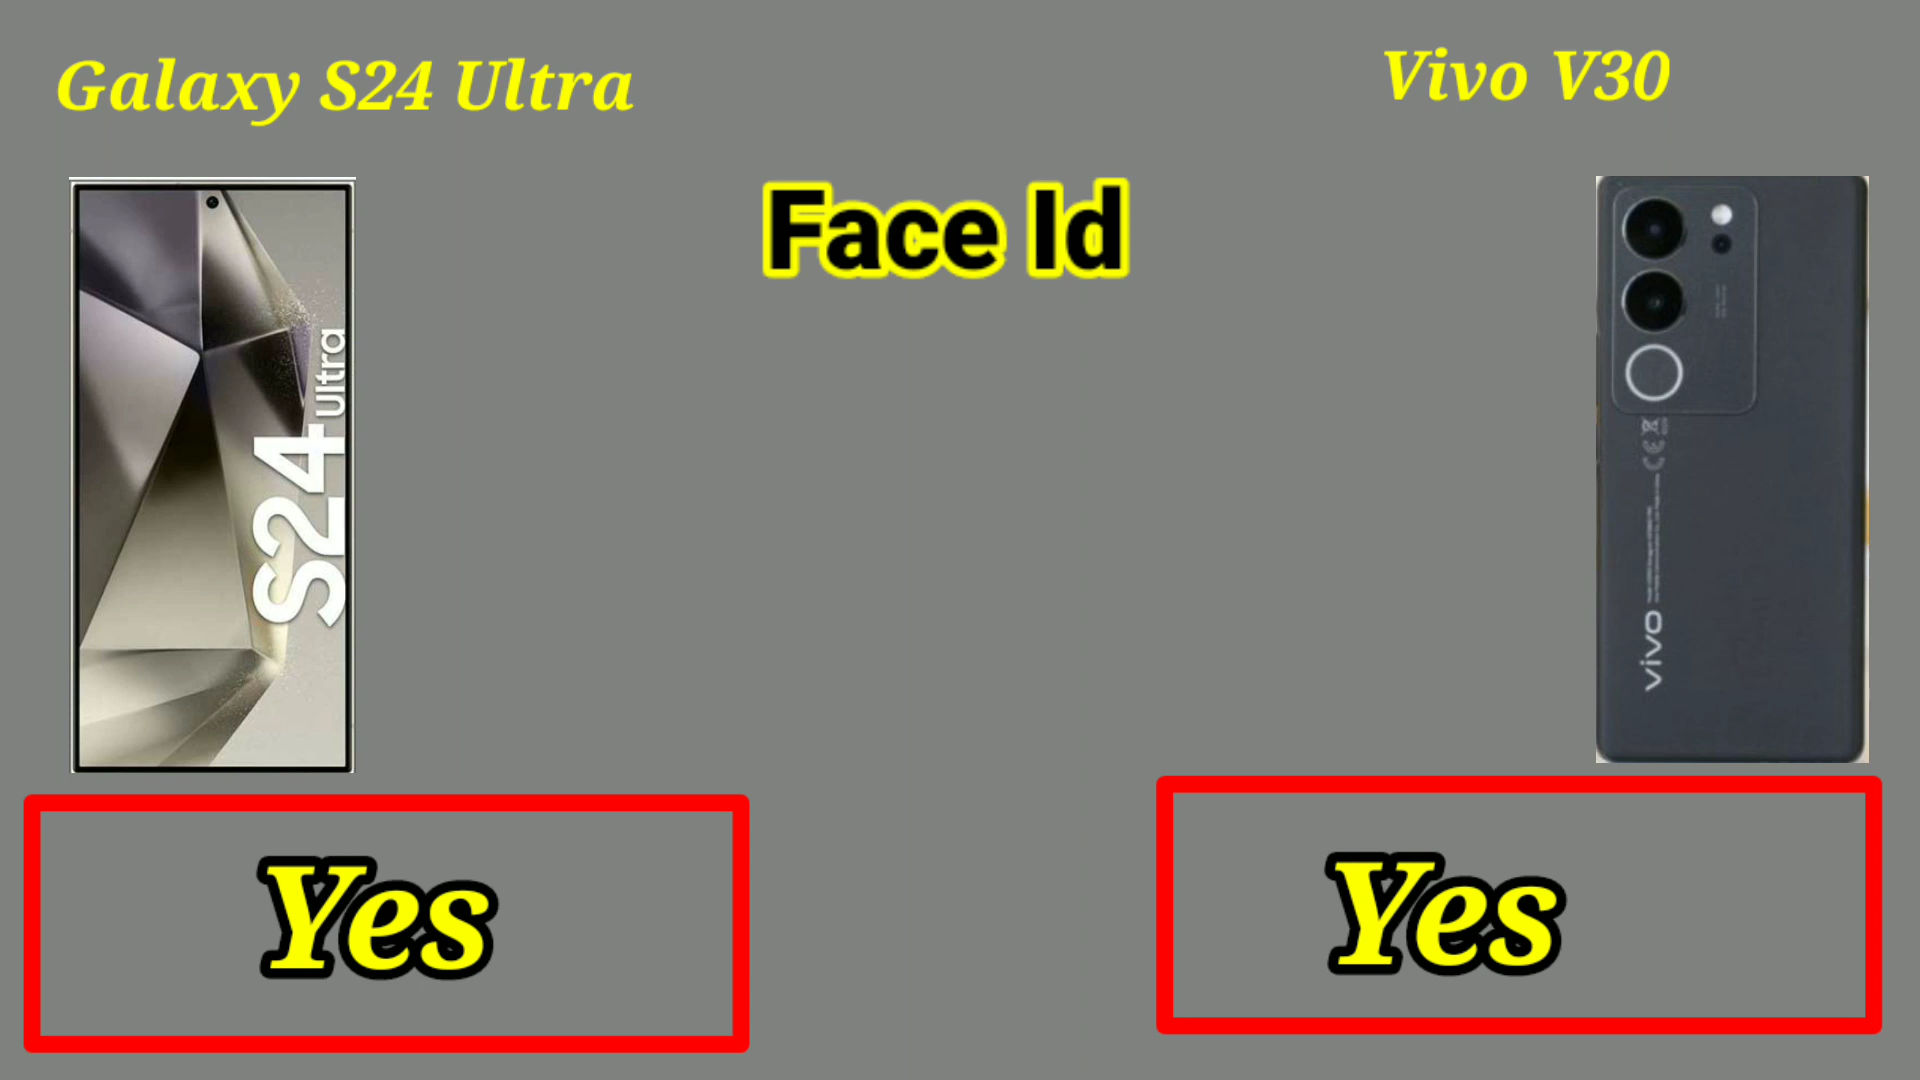 Galaxy S24 Ultra
Vivo V30
Face Id
S24 Ultra
vivo
Yes
Yes